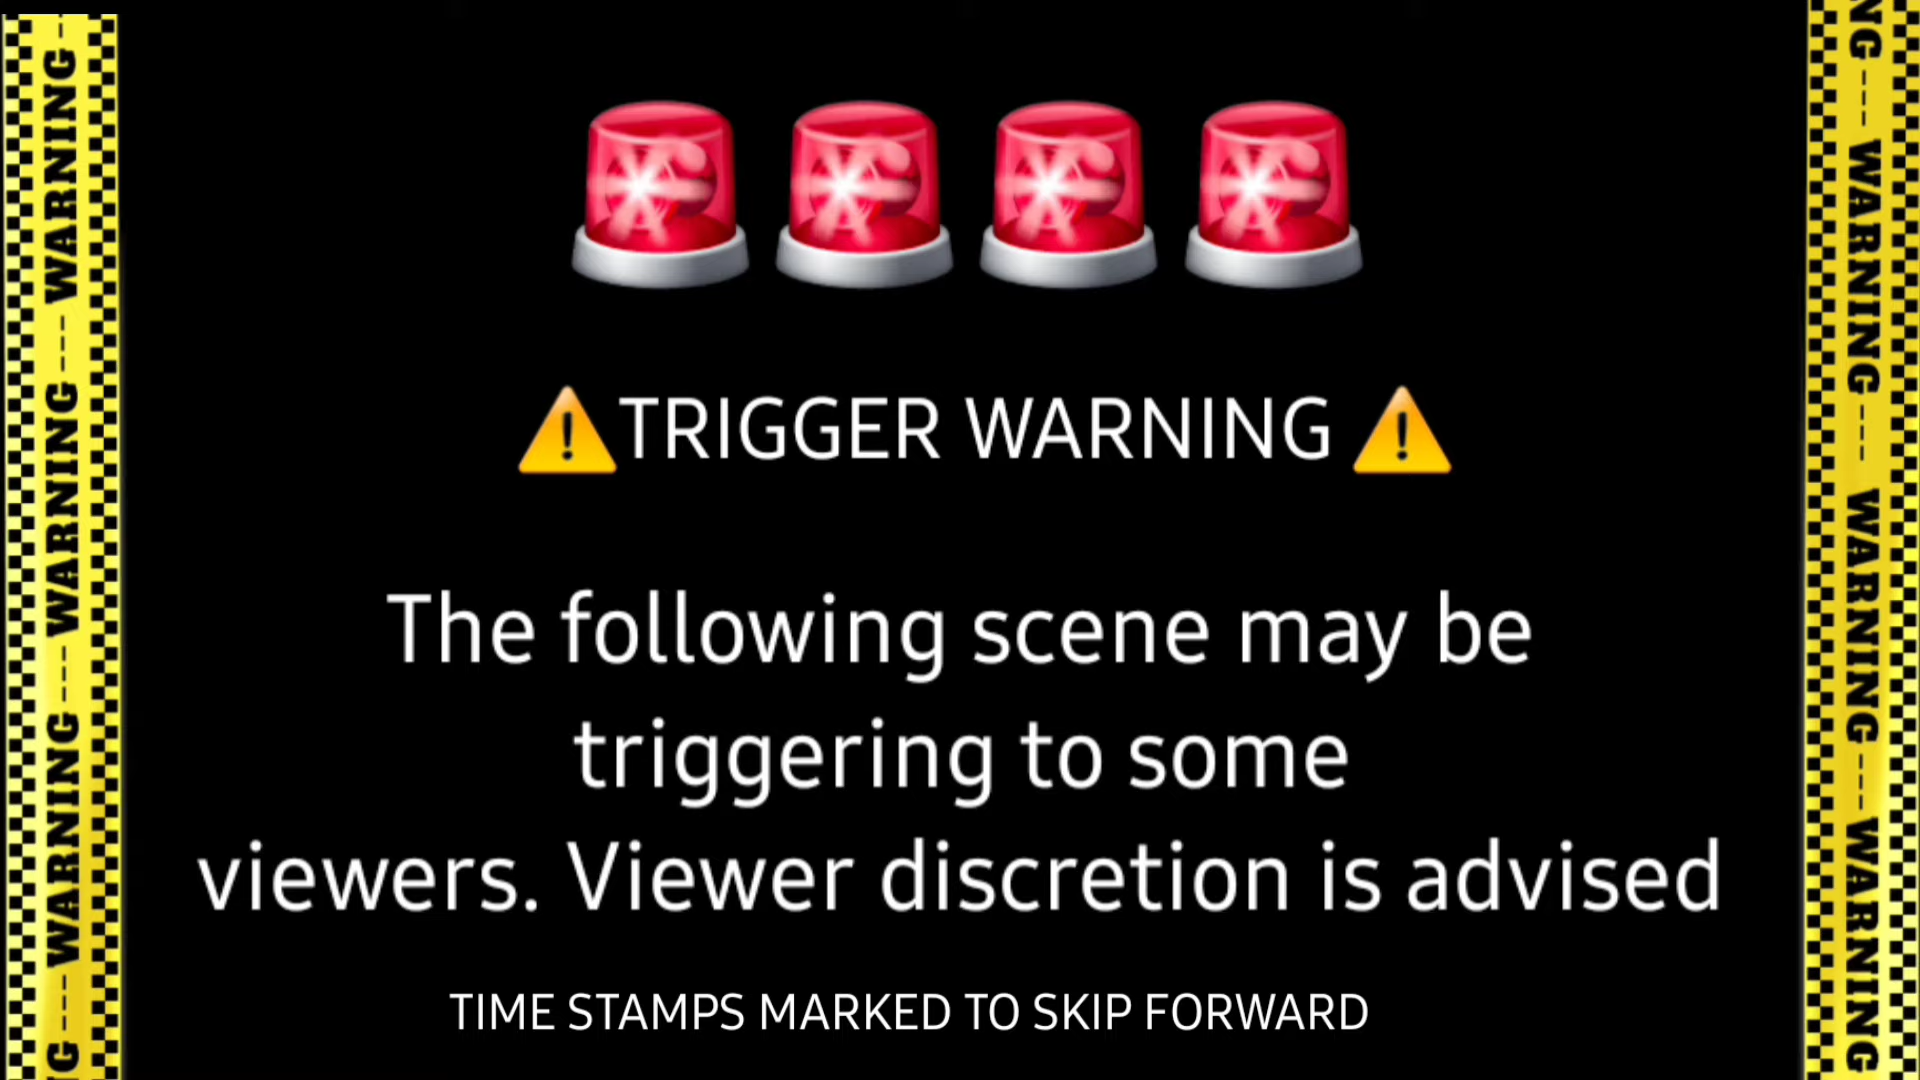 TRIGGER WARNING
The following scene may be
triggering to some
viewers. Viewer discretion is advised
TIME STAMPS MARKED TO SKIP FORWARD
WARNING --- WARNING --- WARNING --- 
NG --- WARNING --- WARNING --- WARNING